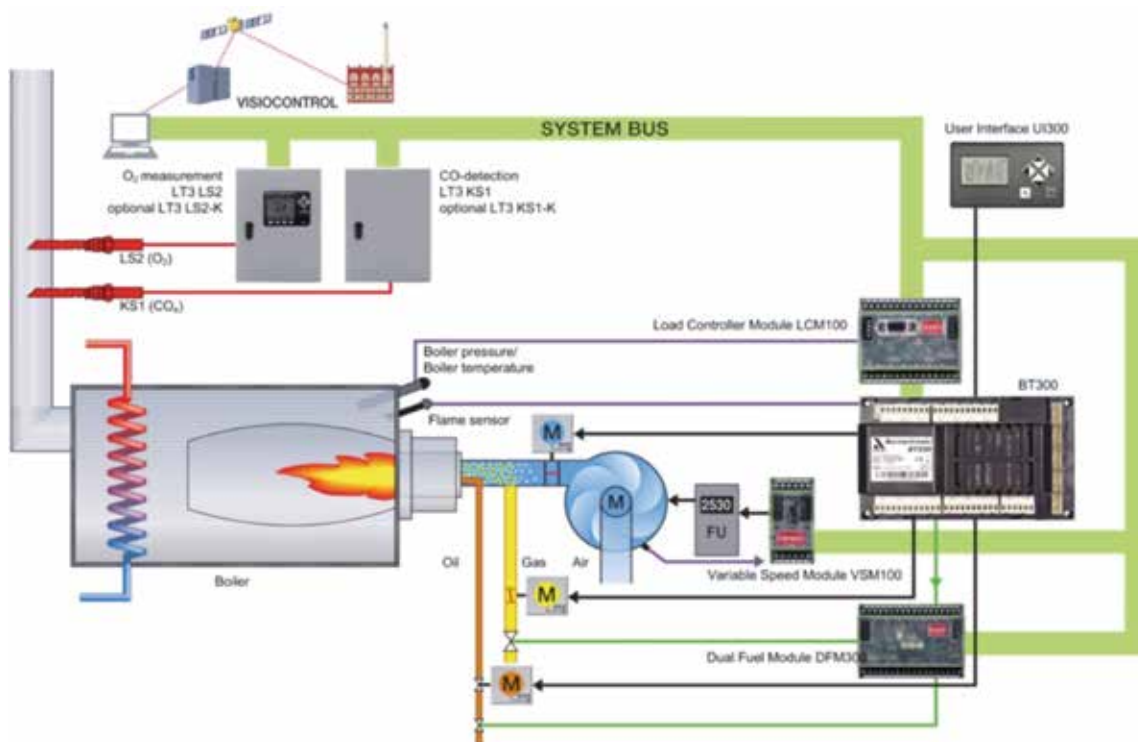 VISIOCONTROL
SYSTEM BUS
User Interface UI300
O₂ measurement
LT3 LS2
optional LT3 LS2-K
CO-detection
LT3 KS1
optional LT3 KS1-K
LS2 (O₂)
KS1 (COₑ)
Load Controller Module LCM100
Boiler pressure/
Boiler temperature
BT300
Flame sensor
M
M
2530
FU
Oil
Gas
Air
Variable Speed Module VSM100
Boiler
M
Dual Fuel Module DFM300
M